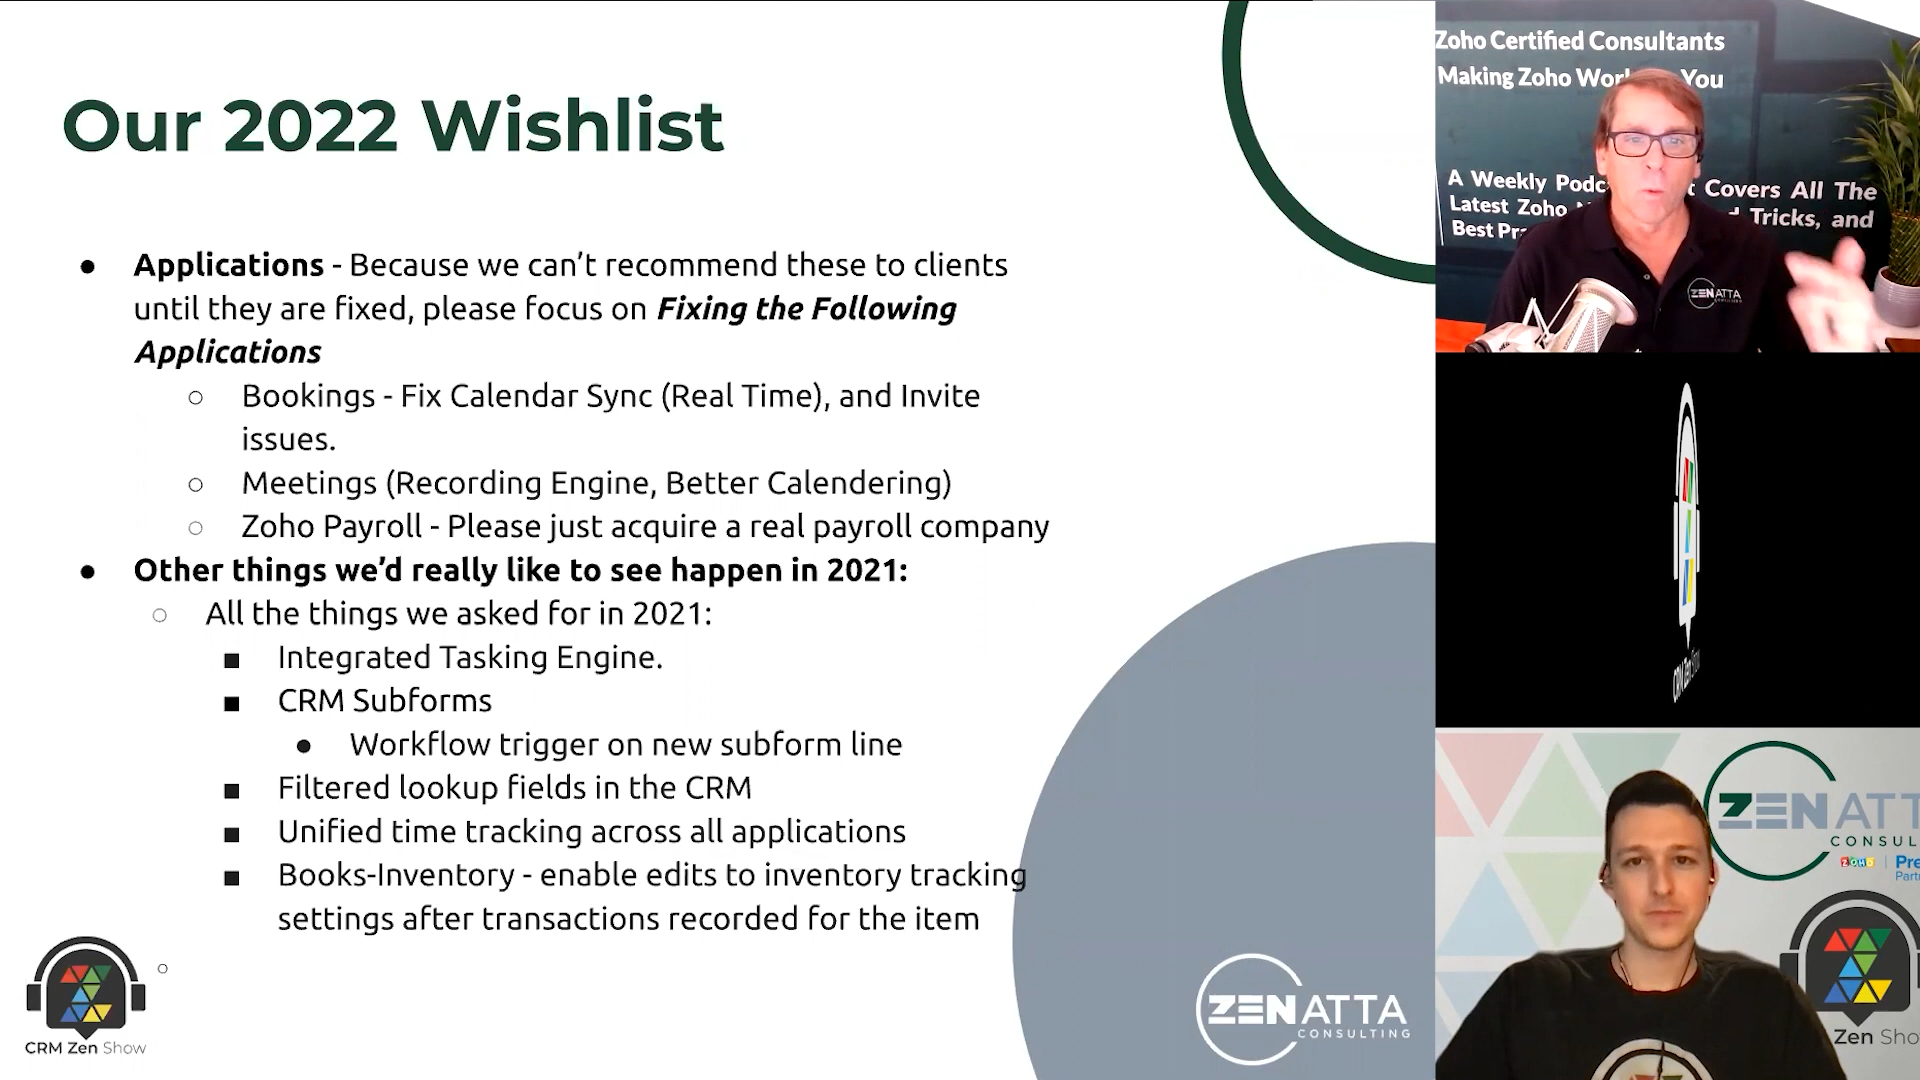 Our 2022 Wishlist
● Applications - Because we can't recommend these to clients
until they are fixed, please focus on Fixing the Following
Applications
○ Bookings - Fix Calendar Sync (Real Time), and Invite
issues.
○ Meetings (Recording Engine, Better Calendering)
○ Zoho Payroll - Please just acquire a real payroll company
● Other things we'd really like to see happen in 2021:
○ All the things we asked for in 2021:
■ Integrated Tasking Engine.
■ CRM Subforms
● Workflow trigger on new subform line
■ Filtered lookup fields in the CRM
■ Unified time tracking across all applications
■ Books-Inventory - enable edits to inventory tracking
settings after transactions recorded for the item
○
CRM Zen Show
ZENATTA
CONSULTING
Zoho Certified Consultants
Making Zoho Wor You
A Weekly Podc t Covers All The
Latest Zoho d Tricks, and
Best Pr
ZENATTA
CRM Zen Show
ZENATT
CONSUL
ZOHO Pre
Partn
Zen Sho